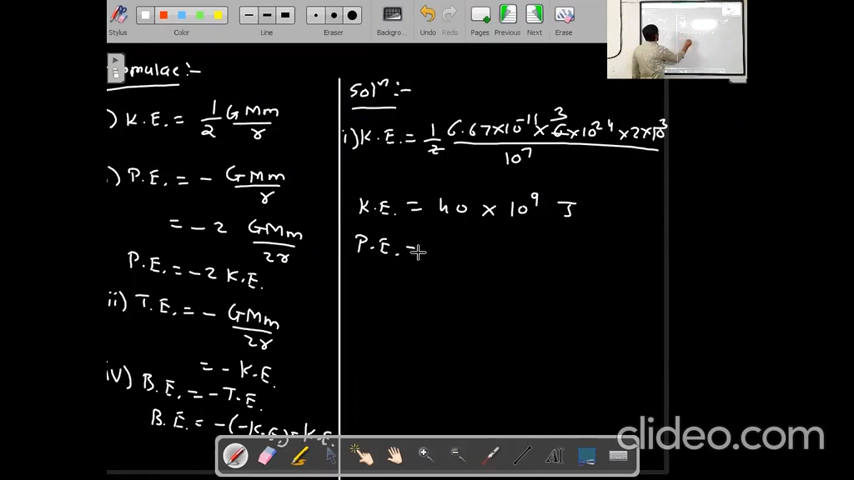 Stylus
Color
Line
Eraser
Backgro...
Undo
Redo
Pages
Previous
Next
Erase
formulae:-
) K.E. = 1/2 GMm/r
) P.E. = - GMm/r
= -2 GMm/2r
P.E. = -2 K.E.
ii) T.E. = - GMm/2r
= - K.E.
iv) B.E. = - T.E.
B.E. = -(-K.E.) = K.E.
Solⁿ:-
i) K.E. = 1/2 6.67×10⁻¹¹ × 6 3 ×10²⁴ ×2×10³/10⁷
K.E. = 40 × 10⁹ J
P.E. =
clideo.com